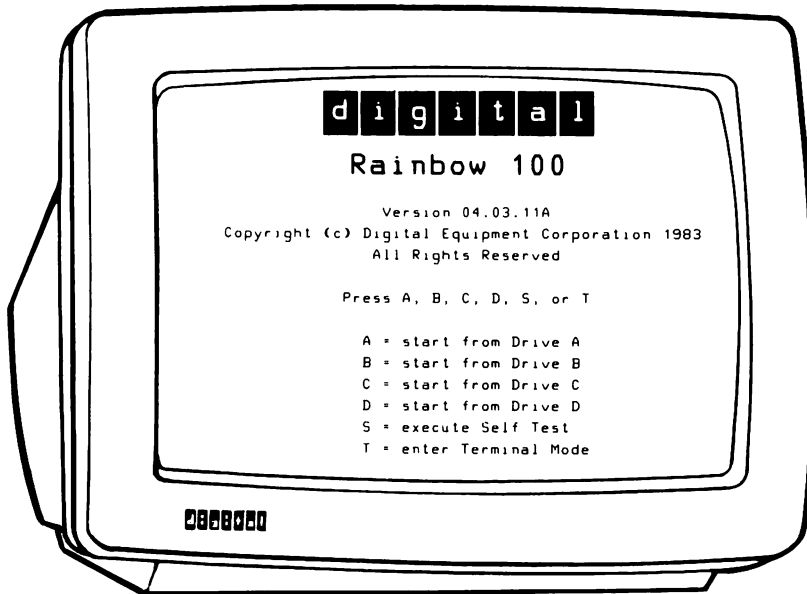 digital
Rainbow 100
Version 04.03.11A
Copyright (c) Digital Equipment Corporation 1983
All Rights Reserved
Press A, B, C, D, S, or T
A = start from Drive A
B = start from Drive B
C = start from Drive C
D = start from Drive D
S = execute Self Test
T = enter Terminal Mode